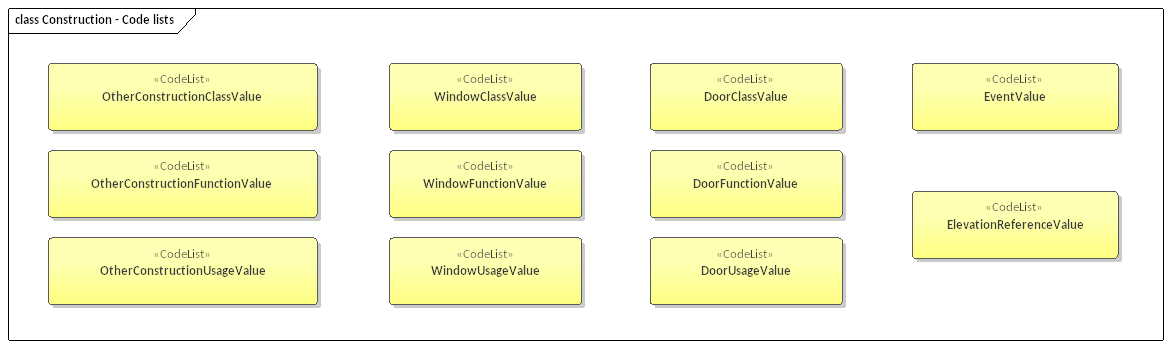 class Construction - Code lists
«CodeList»
OtherConstructionClassValue
«CodeList»
WindowClassValue
«CodeList»
DoorClassValue
«CodeList»
EventValue
«CodeList»
OtherConstructionFunctionValue
«CodeList»
WindowFunctionValue
«CodeList»
DoorFunctionValue
«CodeList»
ElevationReferenceValue
«CodeList»
OtherConstructionUsageValue
«CodeList»
WindowUsageValue
«CodeList»
DoorUsageValue